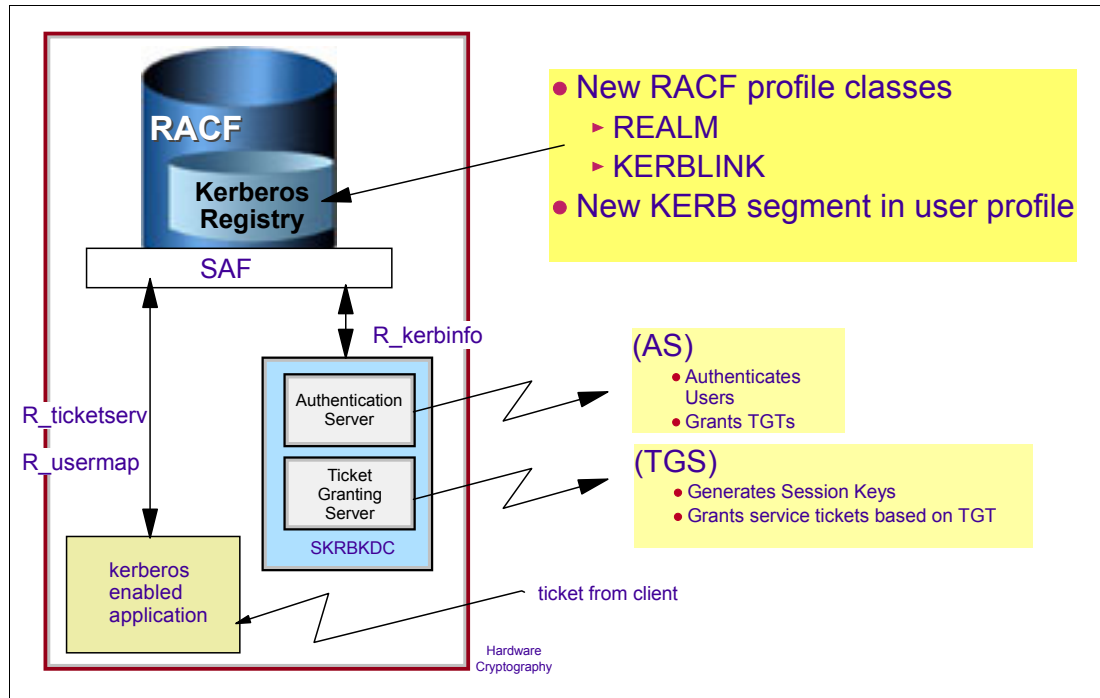 RACF
Kerberos
Registry
SAF
• New RACF profile classes
► REALM
► KERBLINK
• New KERB segment in user profile
R_kerbinfo
R_ticketserv
R_usermap
Authentication
Server
Ticket
Granting
Server
SKRBKDC
(AS)
• Authenticates
Users
• Grants TGTs
(TGS)
• Generates Session Keys
• Grants service tickets based on TGT
kerberos
enabled
application
ticket from client
Hardware
Cryptography